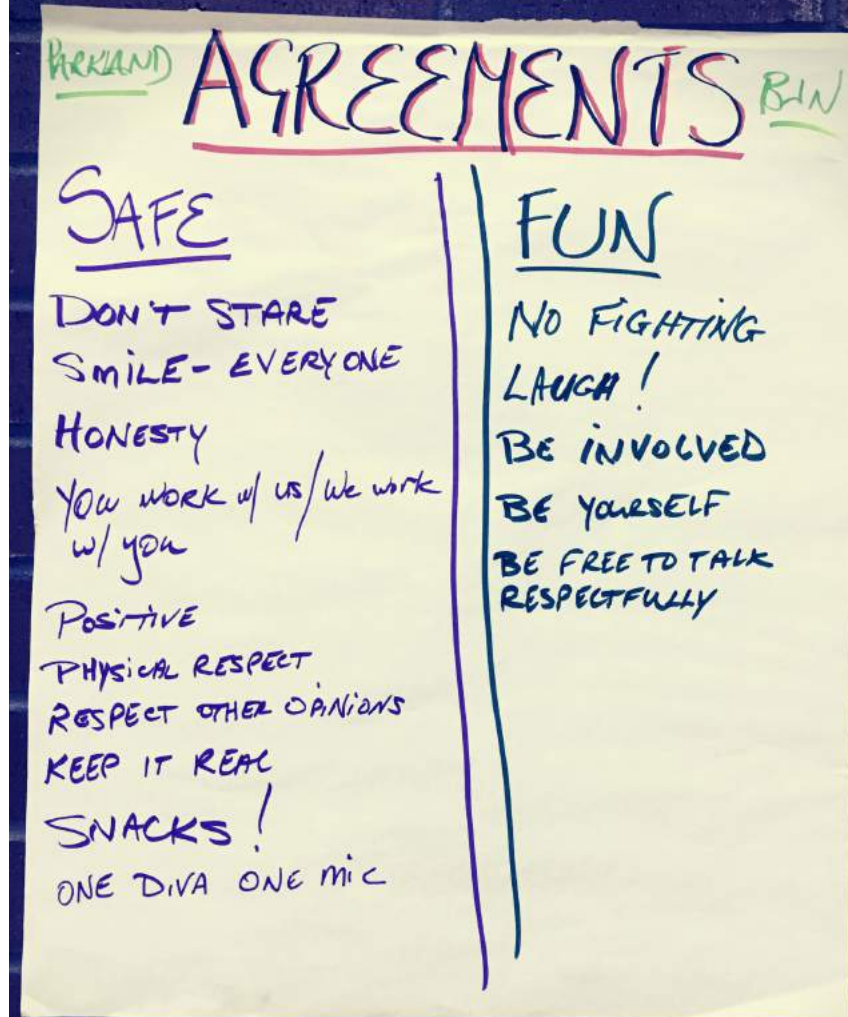 PARKLAND
AGREEMENTS
BLN
SAFE
DON'T STARE
SMILE - EVERYONE
HONESTY
YOU WORK w/ us/We work
w/ you
POSITIVE
PHYSICAL RESPECT
RESPECT OTHER OPINIONS
KEEP IT REAL
SNACKS!
ONE DIVA ONE MIC
FUN
NO FIGHTING
LAUGH!
BE INVOLVED
BE YOURSELF
BE FREE TO TALK
RESPECTFULLY